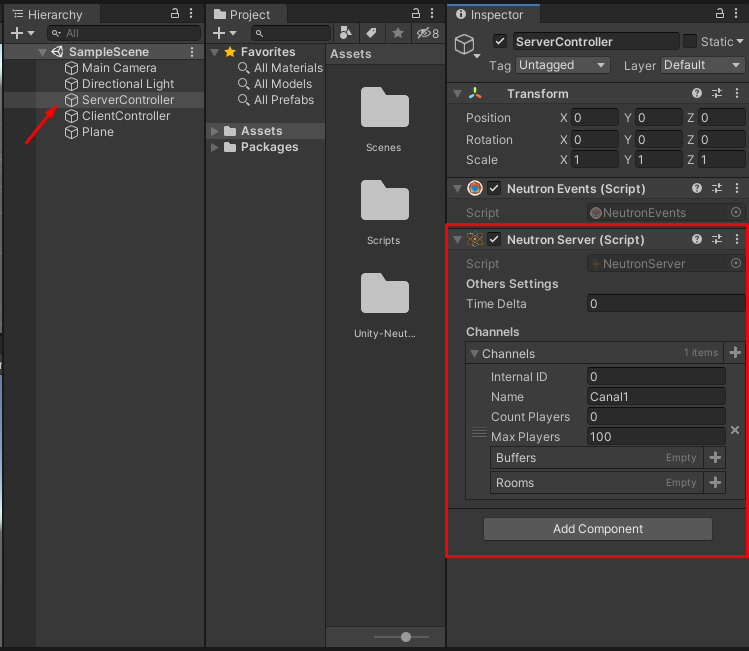 Hierarchy
All
SampleScene
Main Camera
Directional Light
ServerController
ClientController
Plane
Project
8
Favorites
All Materials
All Models
All Prefabs
Assets
Packages
Assets
Scenes
Scripts
Unity-Neut...
Inspector
ServerController
Static
Tag Untagged Layer Default
Transform
Position X 0 Y 0 Z 0
Rotation X 0 Y 0 Z 0
Scale X 1 Y 1 Z 1
Neutron Events (Script)
Script NeutronEvents
Neutron Server (Script)
Script NeutronServer
Others Settings
Time Delta 0
Channels
Channels 1 items
Internal ID 0
Name Canal1
Count Players 0
Max Players 100
Buffers Empty
Rooms Empty
Add Component